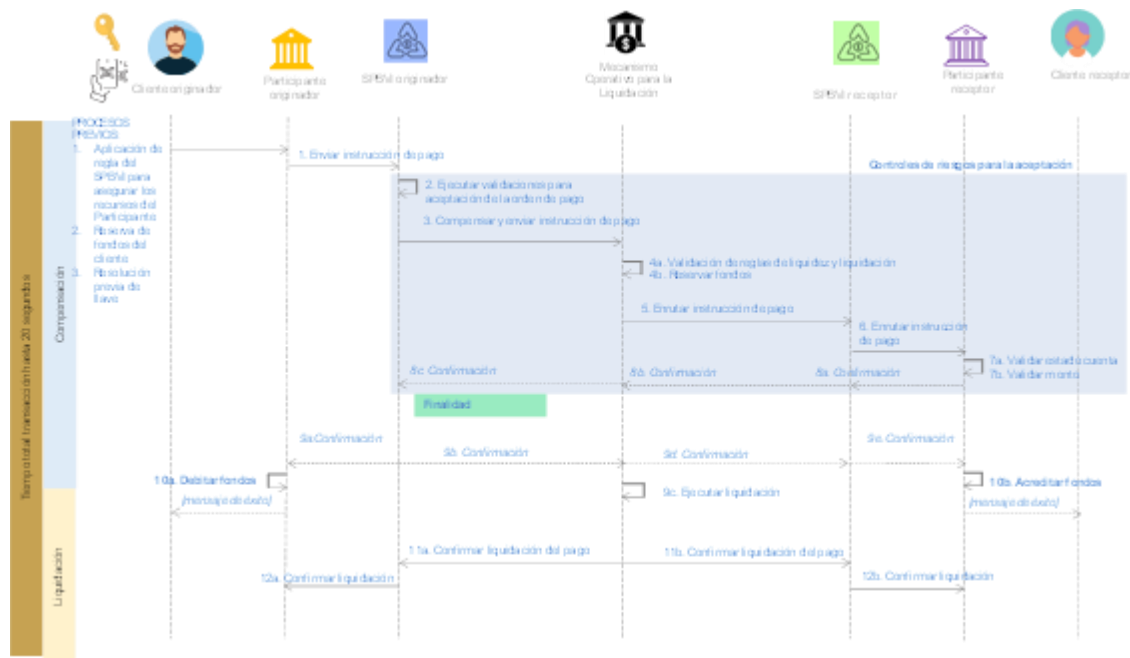 Cliente originador
Participante
originador
SPBVI originador
Mecanismo
Operativo para la
Liquidación
SPBVI receptor
Participante
receptor
Cliente receptor
Tiempo total transacción hasta 20 segundos
Compensación
Liquidación
PROCESOS
PREVIOS
1. Aplicación de
regla del
SPBVI para
asegurar los
recursos del
Participante
2. Reserva de
fondos del
cliente
3. Resolución
previa de
llave
1. Enviar instrucción de pago
Controles de riesgos para la aceptación
2. Ejecutar validaciones para
aceptación de la orden de pago
3. Compensar y enviar instrucción de pago
4a. Validación de reglas de liquidez y liquidación
4b. Reservar fondos
5. Enrutar instrucción de pago
6. Enrutar instrucción
de pago
7a. Validar estado cuenta
7b. Validar monto
8c. Confirmación
8b. Confirmación
8a. Confirmación
Finalidad
9a Confirmación
9b. Confirmación
9d. Confirmación
9e. Confirmación
10a. Debitar fondos
(mensaje de éxito)
9c. Ejecutar liquidación
10b. Acreditar fondos
(mensaje de éxito)
11a. Confirmar liquidación del pago
11b. Confirmar liquidación del pago
12a. Confirmar liquidación
12b. Confirmar liquidación